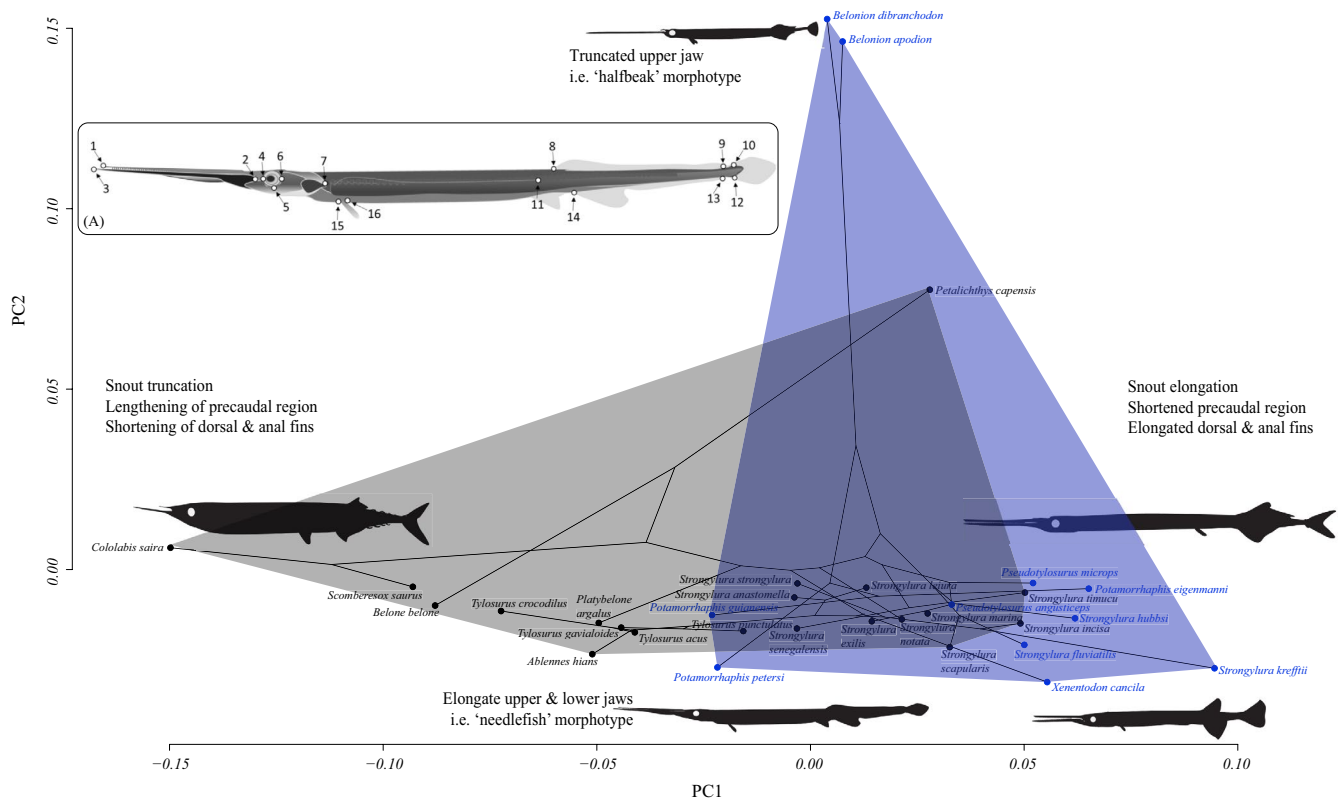 0.15
0.10
0.05
0.00
PC2
Belonion dibranchodon
Belonion apodion
Truncated upper jaw
i.e. ‘halfbeak’ morphotype
1
2
3
4
5
6
7
8
9
10
11
12
13
14
15
16
(A)
Petalichthys capensis
Snout truncation
Lengthening of precaudal region
Shortening of dorsal & anal fins
Snout elongation
Shortened precaudal region
Elongated dorsal & anal fins
Cololabis saira
Scomberesox saurus
Belone belone
Tylosurus crocodilus
Platybelone
argalus
Tylosurus gavialoides
Tylosurus acus
Ablennes hians
Strongylura strongylura
Strongylura anastomella
Potamorrhaphis guianensis
Tylosurus punctulatus
Strongylura
senegalensis
Strongylura leiura
Strongylura
exilis
Strongylura
notata
Strongylura marina
Pseudotylosurus angusticeps
Pseudotylosurus microps
Potamorrhaphis eigenmanni
Strongylura timucu
Strongylura hubbsi
Strongylura incisa
Strongylura fluviatilis
Strongylura
scapularis
Strongylura krefftii
Xenentodon cancila
Potamorrhaphis petersi
Elongate upper & lower jaws
i.e. ‘needlefish’ morphotype
−0.15
−0.10
−0.05
0.00
0.05
0.10
PC1